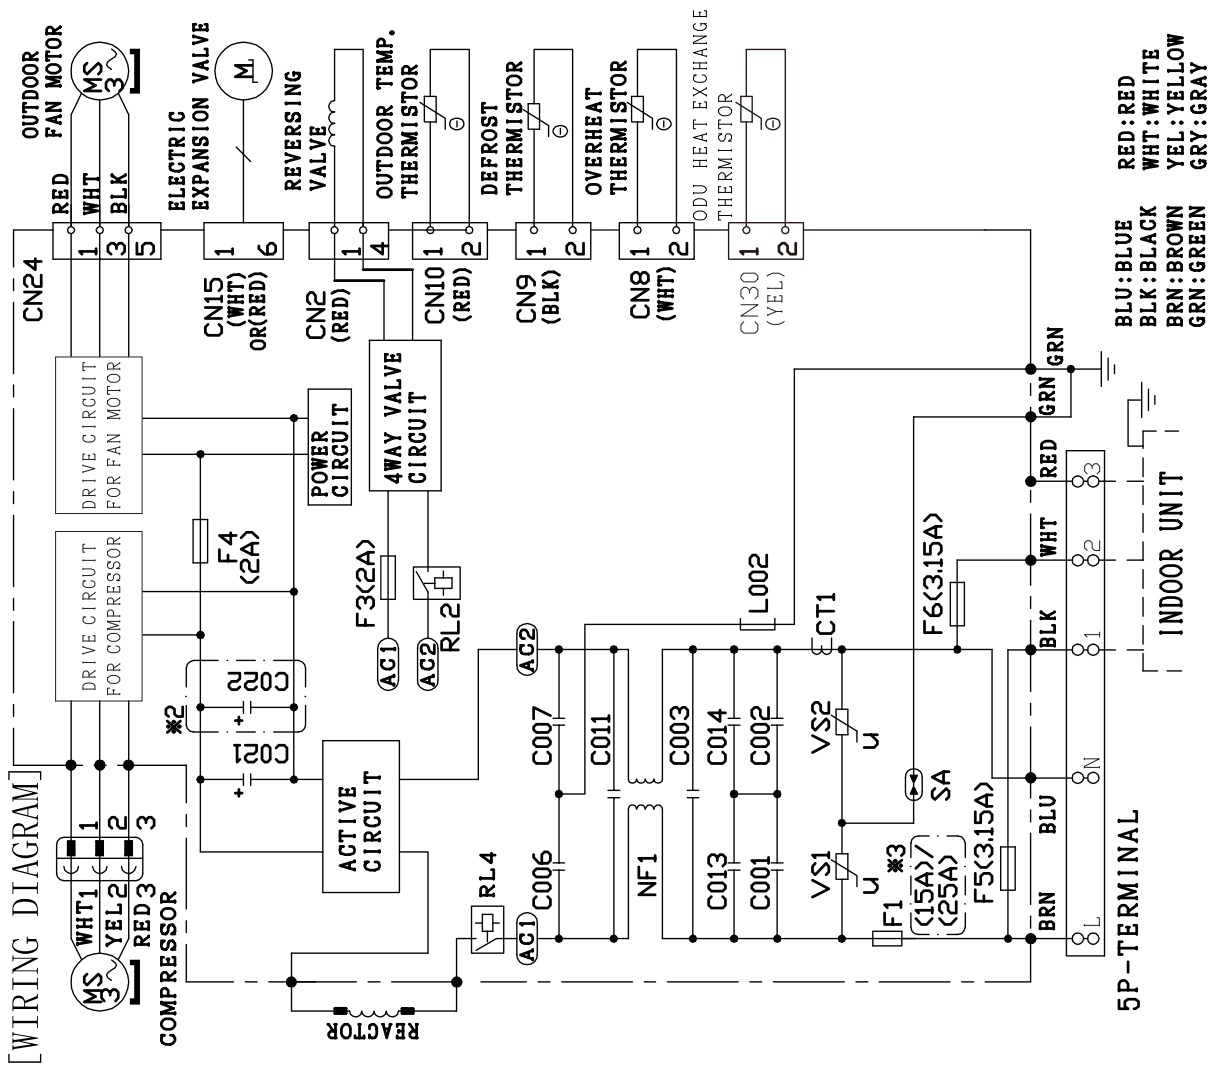 [WIRING DIAGRAM]
OUTDOOR
FAN MOTOR
MS
3~
RED
WHT
BLK
CN24
1
3
5
ELECTRIC
EXPANSION VALVE
M
CN15
(WHT)
OR(RED)
1
6
REVERSING
VALVE
CN2
(RED)
1
4
OUTDOOR TEMP.
THERMISTOR
CN10
(RED)
1
2
DEFROST
THERMISTOR
CN9
(BLK)
1
2
OVERHEAT
THERMISTOR
CN8
(WHT)
1
2
ODU HEAT EXCHANGE
THERMISTOR
CN30
(YEL)
1
2
DRIVE CIRCUIT
FOR FAN MOTOR
DRIVE CIRCUIT
FOR COMPRESSOR
POWER
CIRCUIT
4WAY VALVE
CIRCUIT
F4
(2A)
F3(2A)
RL2
AC1
AC2
※2
C022
+
C021
+
ACTIVE
CIRCUIT
1
2
3
WHT1
YEL2
RED3
MS
3~
COMPRESSOR
REACTOR
RL4
AC1
AC2
C007
C006
C011
NF1
C003
C014
C013
C002
C001
L002
CT1
VS2
U
VS1
U
SA
F1
※3
(15A)/
(25A)
F5(3.15A)
F6(3.15A)
BRN
BLU
BLK
WHT
RED
GRN
GRN
L
N
1
2
3
5P-TERMINAL
INDOOR UNIT
BLU:BLUE
BLK:BLACK
BRN:BROWN
GRN:GREEN
RED:RED
WHT:WHITE
YEL:YELLOW
GRY:GRAY